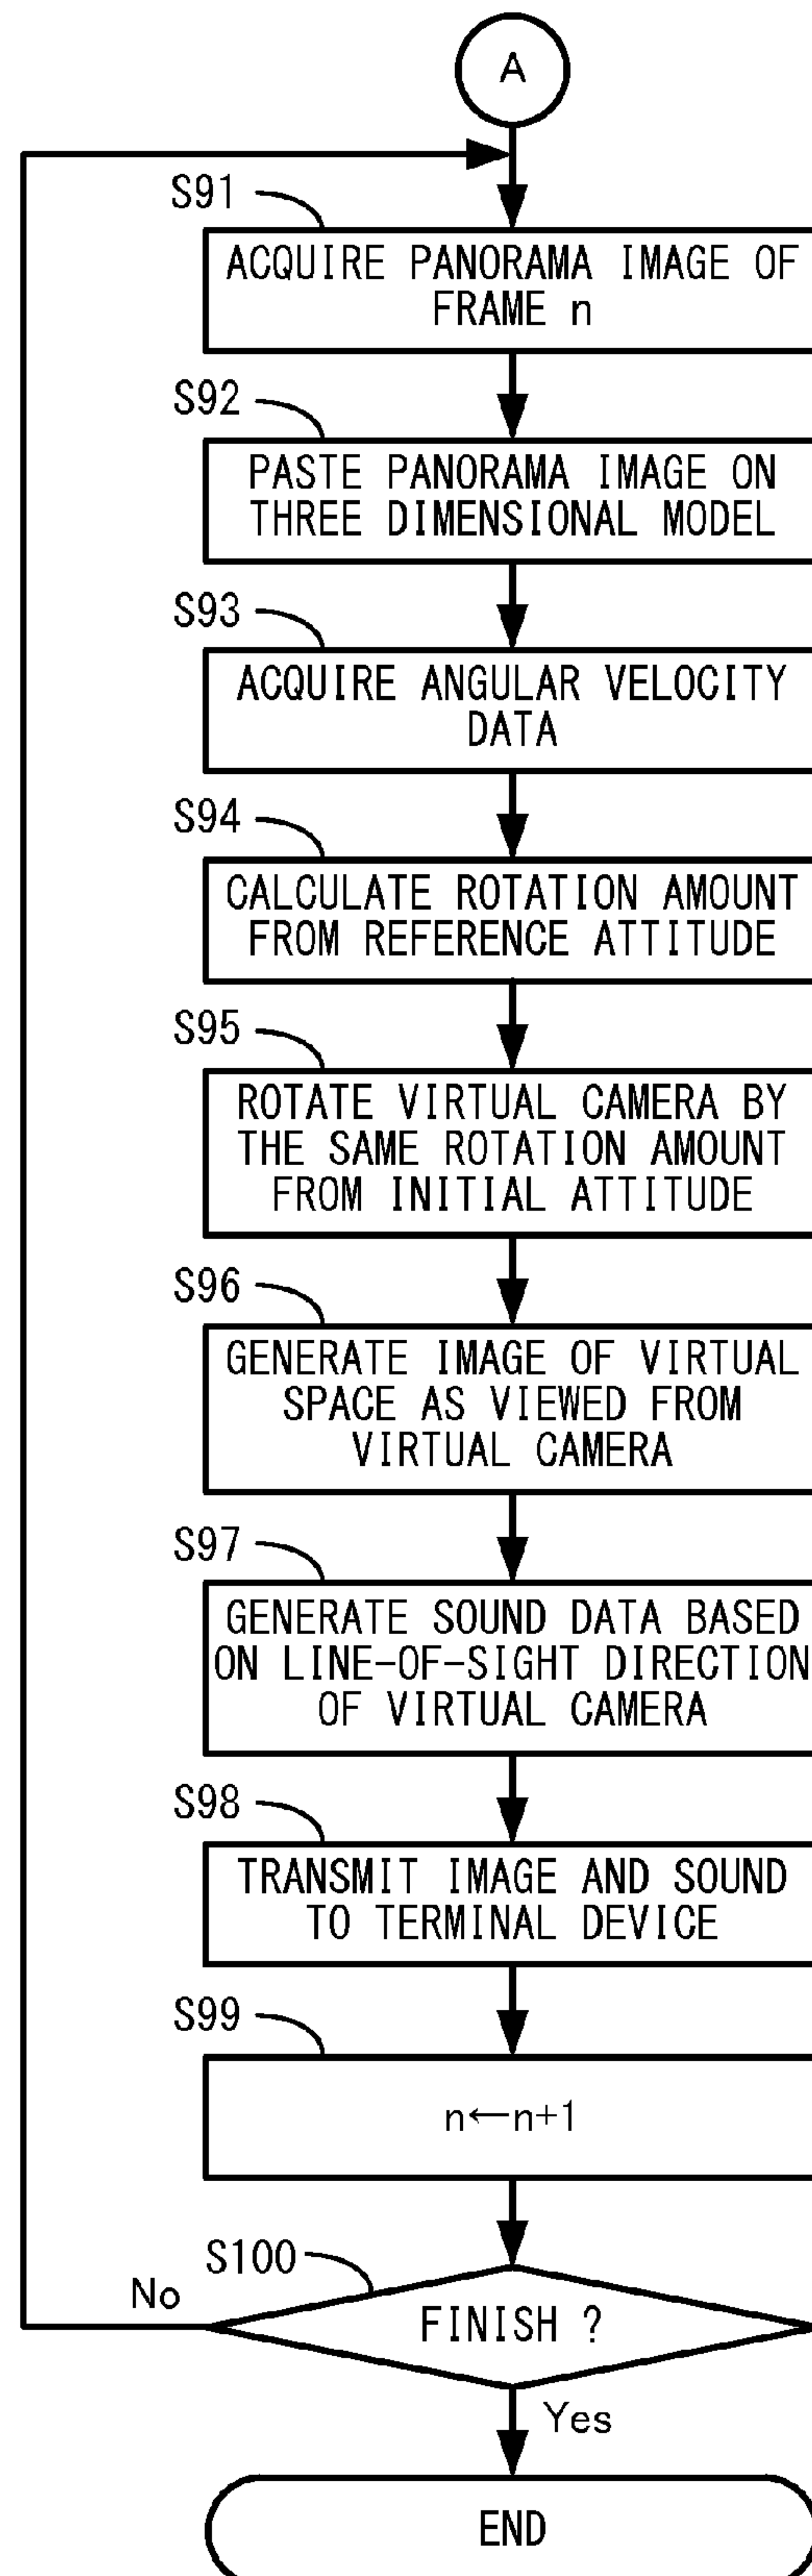 A
S91
ACQUIRE PANORAMA IMAGE OF
FRAME n
S92
PASTE PANORAMA IMAGE ON
THREE DIMENSIONAL MODEL
S93
ACQUIRE ANGULAR VELOCITY
DATA
S94
CALCULATE ROTATION AMOUNT
FROM REFERENCE ATTITUDE
S95
ROTATE VIRTUAL CAMERA BY
THE SAME ROTATION AMOUNT
FROM INITIAL ATTITUDE
S96
GENERATE IMAGE OF VIRTUAL
SPACE AS VIEWED FROM
VIRTUAL CAMERA
S97
GENERATE SOUND DATA BASED
ON LINE-OF-SIGHT DIRECTION
OF VIRTUAL CAMERA
S98
TRANSMIT IMAGE AND SOUND
TO TERMINAL DEVICE
S99
n←n+1
S100
No
FINISH ?
Yes
END